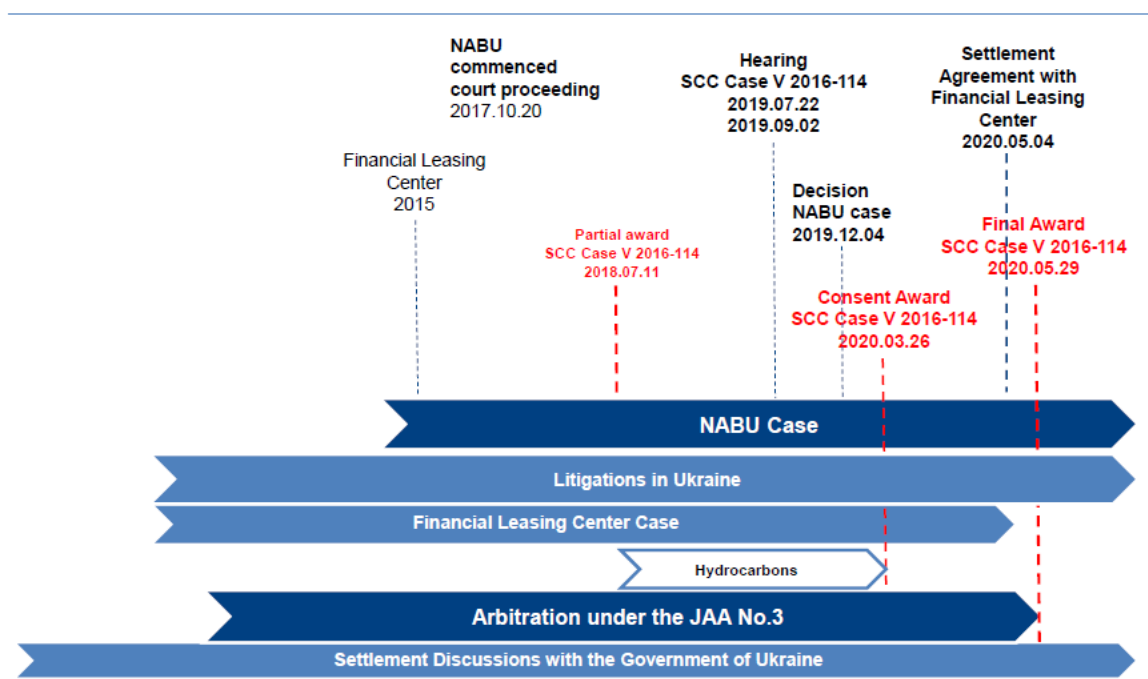 NABU
commenced
court proceeding
2017.10.20
Hearing
SCC Case V 2016-114
2019.07.22
2019.09.02
Settlement
Agreement with
Financial Leasing
Center
2020.05.04
Financial Leasing
Center
2015
Decision
NABU case
2019.12.04
Partial award
SCC Case V 2016-114
2018.07.11
Final Award
SCC Case V 2016-114
2020.05.29
Consent Award
SCC Case V 2016-114
2020.03.26
NABU Case
Litigations in Ukraine
Financial Leasing Center Case
Hydrocarbons
Arbitration under the JAA No.3
Settlement Discussions with the Government of Ukraine